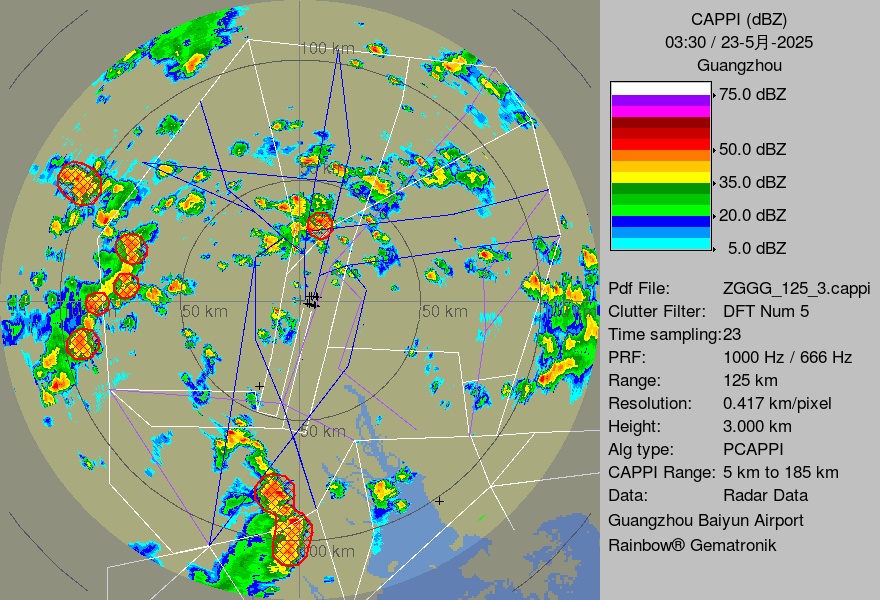 CAPPI (dBZ)
03:30 / 23-5月-2025
Guangzhou
75.0 dBZ
50.0 dBZ
35.0 dBZ
20.0 dBZ
5.0 dBZ
Pdf File: ZGGG_125_3.cappi
Clutter Filter: DFT Num 5
Time sampling:23
PRF: 1000 Hz / 666 Hz
Range: 125 km
Resolution: 0.417 km/pixel
Height: 3.000 km
Alg type: PCAPPI
CAPPI Range: 5 km to 185 km
Data: Radar Data
Guangzhou Baiyun Airport
Rainbow® Gematronik
100 km
50 km
50 km
50 km